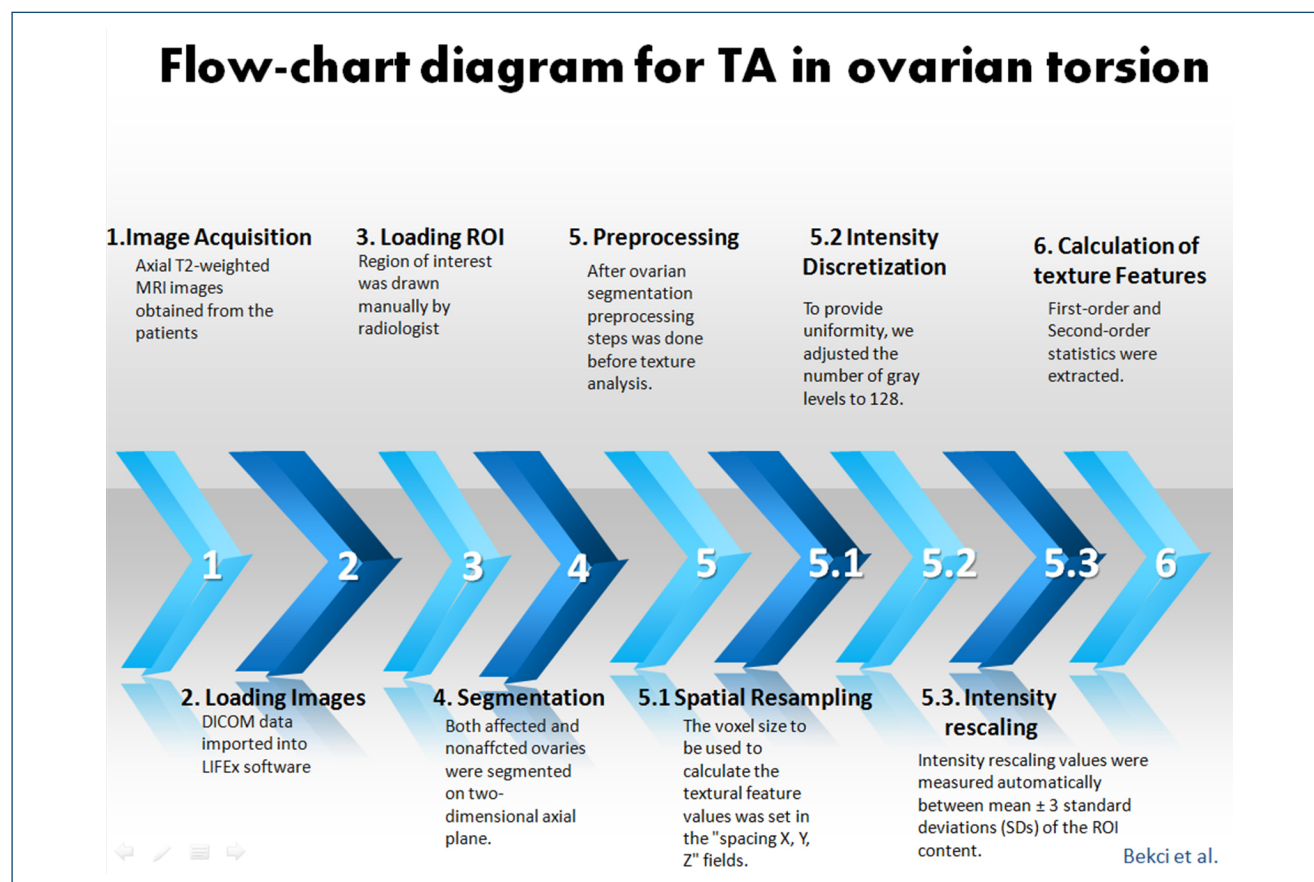 Flow-chart diagram for TA in ovarian torsion
1.Image Acquisition
Axial T2-weighted
MRI images
obtained from the
patients
3. Loading ROI
Region of interest
was drawn
manually by
radiologist
5. Preprocessing
After ovarian
segmentation
preprocessing
steps was done
before texture
analysis.
5.2 Intensity
Discretization
To provide
uniformity, we
adjusted the
number of gray
levels to 128.
6. Calculation of
texture Features
First-order and
Second-order
statistics were
extracted.
1
2
3
4
5
5.1
5.2
5.3
6
2. Loading Images
DICOM data
imported into
LIFEx software
4. Segmentation
Both affected and
nonaffcted ovaries
were segmented
on two-
dimensional axial
plane.
5.1 Spatial Resampling
The voxel size to
be used to
calculate the
textural feature
values was set in
the "spacing X, Y,
Z" fields.
5.3. Intensity
rescaling
Intensity rescaling values were
measured automatically
between mean ± 3 standard
deviations (SDs) of the ROI
content.
Bekci et al.